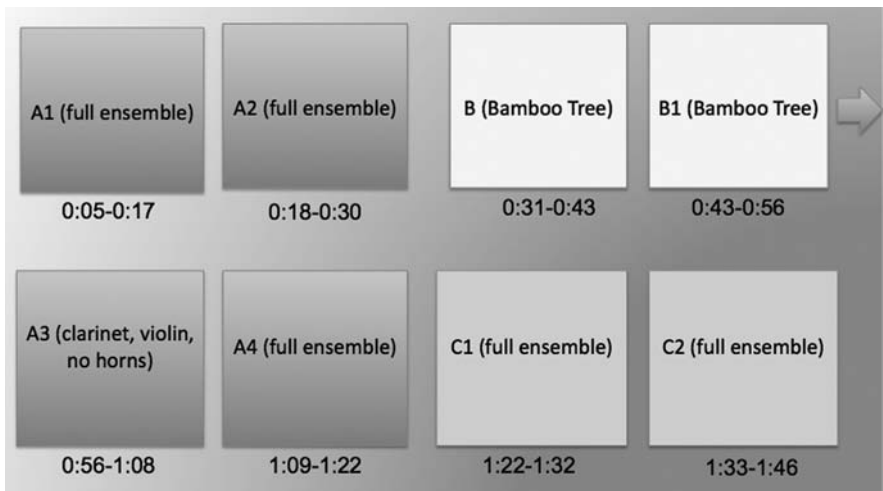 A1 (full ensemble)
A2 (full ensemble)
B (Bamboo Tree)
B1 (Bamboo Tree)
0:05-0:17
0:18-0:30
0:31-0:43
0:43-0:56
A3 (clarinet, violin,
no horns)
A4 (full ensemble)
C1 (full ensemble)
C2 (full ensemble)
0:56-1:08
1:09-1:22
1:22-1:32
1:33-1:46